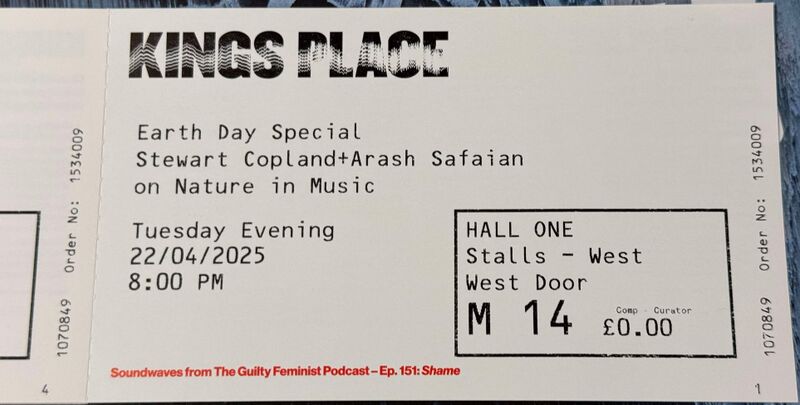 KINGS PLACE
Earth Day Special
Stewart Copland+Arash Safaian
on Nature in Music
Tuesday Evening
22/04/2025
8:00 PM
HALL ONE
Stalls - West
West Door
M 14
Comp - Curator
£0.00
Soundwaves from The Guilty Feminist Podcast – Ep. 151: Shame
1070849 Order No: 1534009
4
1070849 Order No: 1534009
1